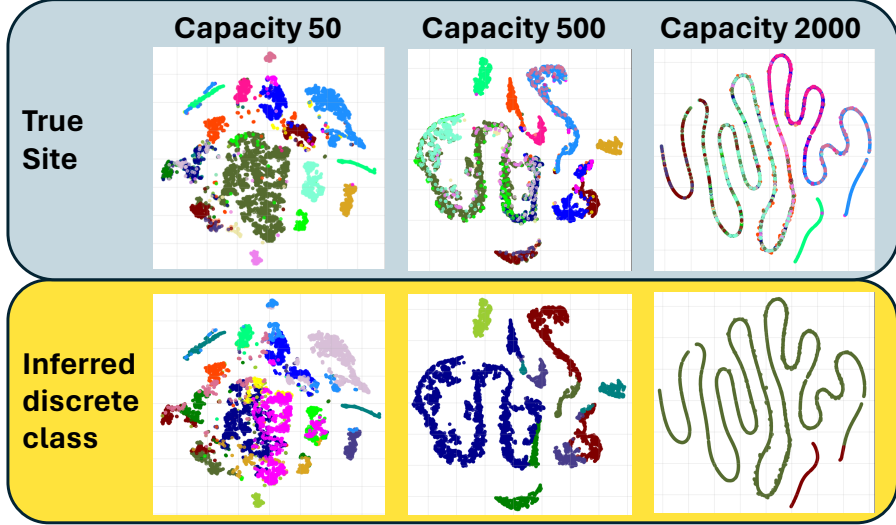 Capacity 50
Capacity 500
Capacity 2000
True
Site
Inferred
discrete
class